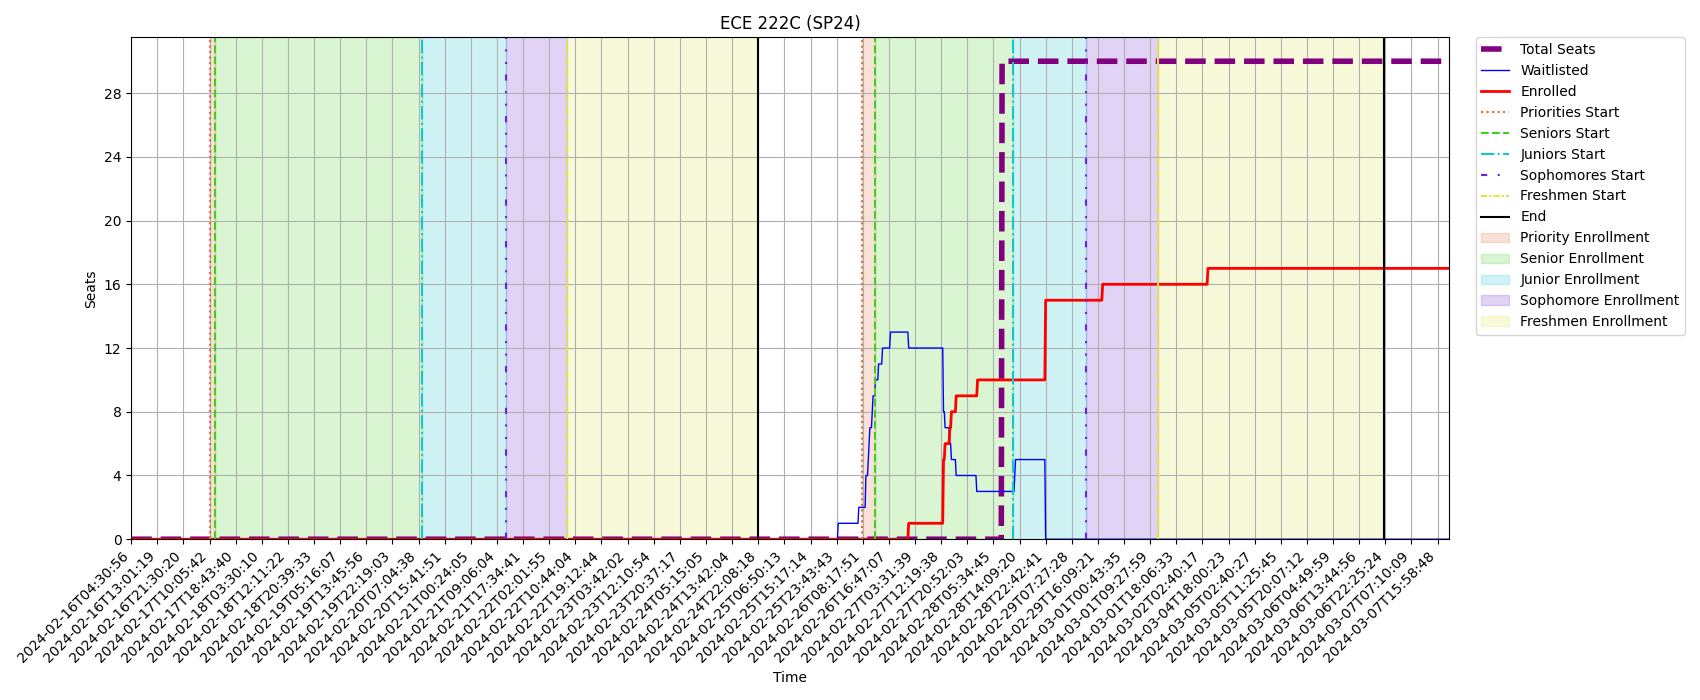 ECE 222C (SP24)
Total Seats
Waitlisted
Enrolled
Priorities Start
Seniors Start
Juniors Start
Sophomores Start
Freshmen Start
End
Priority Enrollment
Senior Enrollment
Junior Enrollment
Sophomore Enrollment
Freshmen Enrollment
Seats
28
24
20
16
12
8
4
0
2024-02-16T04:30:56
2024-02-16T13:01:19
2024-02-16T21:30:20
2024-02-17T10:05:42
2024-02-17T18:43:40
2024-02-18T03:30:10
2024-02-18T12:11:22
2024-02-18T20:39:33
2024-02-19T05:16:07
2024-02-19T13:45:56
2024-02-19T22:19:03
2024-02-20T07:04:38
2024-02-20T15:41:51
2024-02-21T00:24:05
2024-02-21T09:06:04
2024-02-21T17:34:41
2024-02-22T02:01:55
2024-02-22T10:44:04
2024-02-22T19:12:44
2024-02-23T03:42:02
2024-02-23T12:10:54
2024-02-23T20:37:17
2024-02-24T05:15:05
2024-02-24T13:42:04
2024-02-24T22:08:18
2024-02-25T06:50:13
2024-02-25T15:17:14
2024-02-25T23:43:43
2024-02-26T08:17:51
2024-02-26T16:47:07
2024-02-27T03:31:39
2024-02-27T12:19:38
2024-02-27T20:52:03
2024-02-28T05:34:45
2024-02-28T14:09:20
2024-02-28T22:42:41
2024-02-29T07:27:28
2024-02-29T16:09:21
2024-03-01T00:43:35
2024-03-01T09:27:59
2024-03-01T18:06:33
2024-03-02T02:40:17
2024-03-04T18:00:23
2024-03-05T02:40:27
2024-03-05T11:25:45
2024-03-05T20:07:12
2024-03-06T04:49:59
2024-03-06T13:44:56
2024-03-06T22:25:24
2024-03-07T07:10:09
2024-03-07T15:58:48
Time